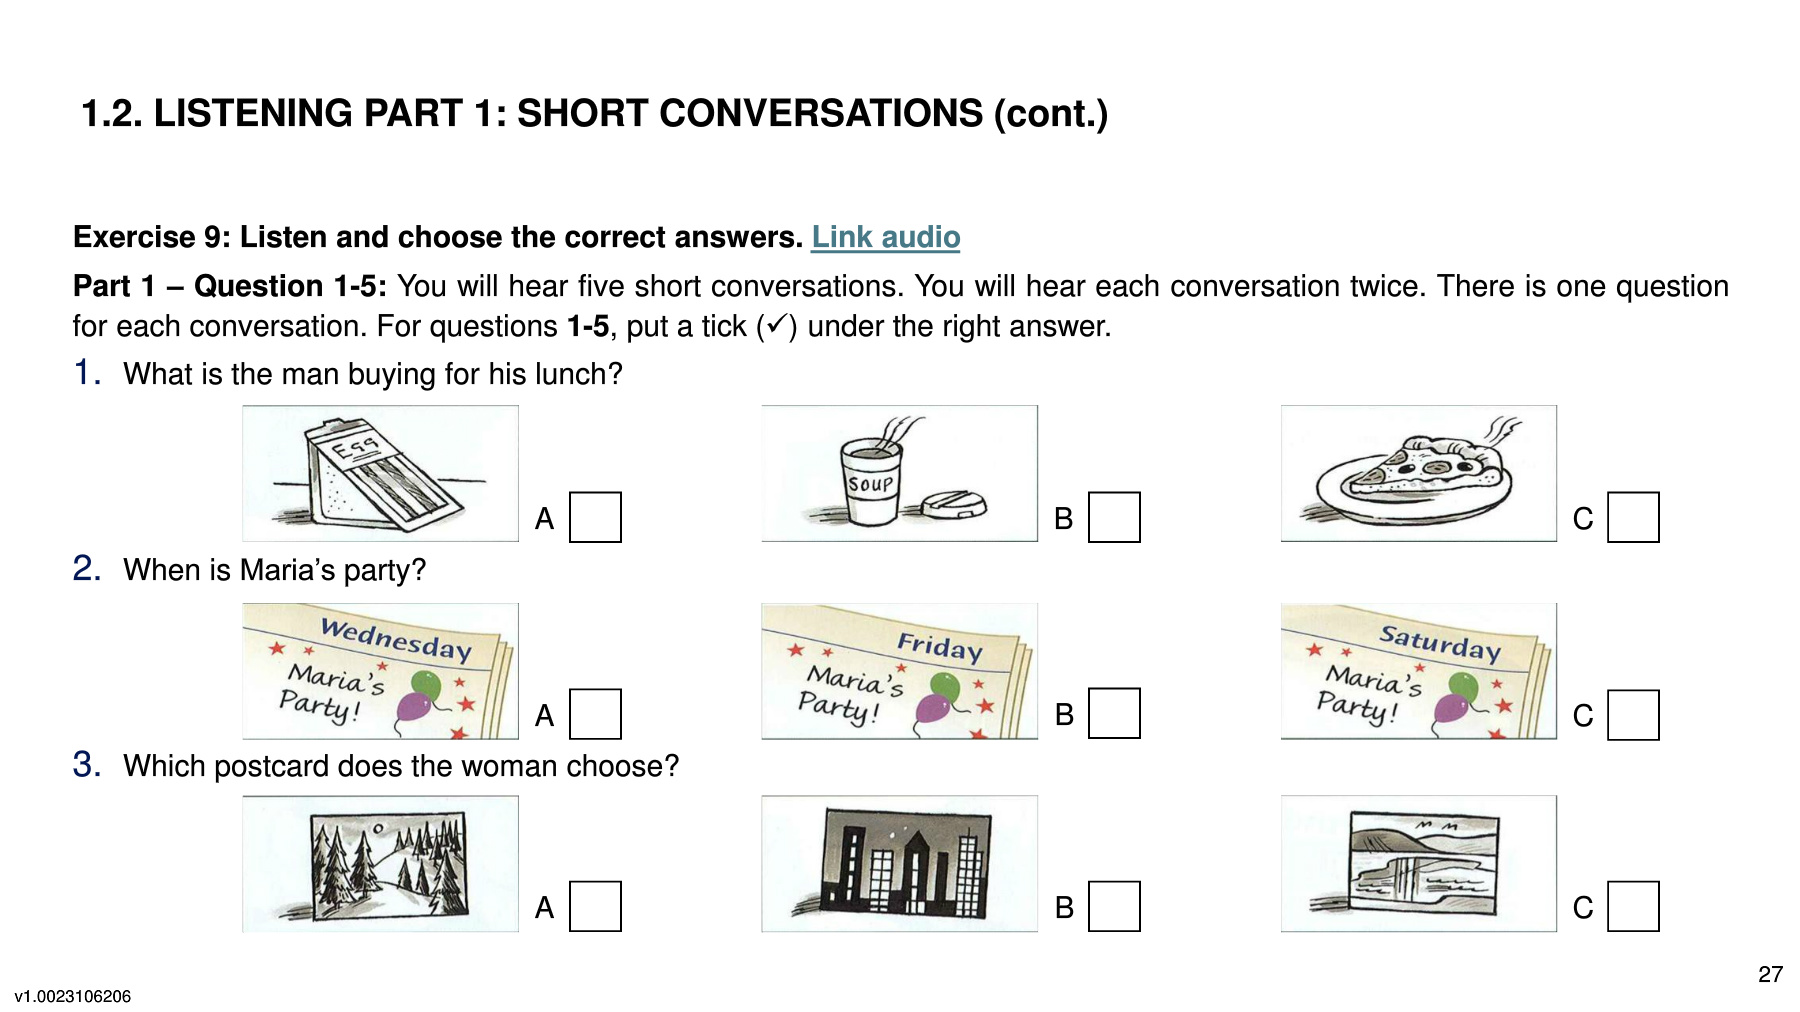 1.2. LISTENING PART 1: SHORT CONVERSATIONS (cont.)
Exercise 9: Listen and choose the correct answers. Link audio
Part 1 – Question 1-5: You will hear five short conversations. You will hear each conversation twice. There is one question
for each conversation. For questions 1-5, put a tick (✓) under the right answer.
1. What is the man buying for his lunch?
Egg
A
SOUP
B
C
2. When is Maria’s party?
Wednesday
Maria's
Party!
A
Friday
Maria's
Party!
B
Saturday
Maria's
Party!
C
3. Which postcard does the woman choose?
A
B
C
27
v1.0023106206